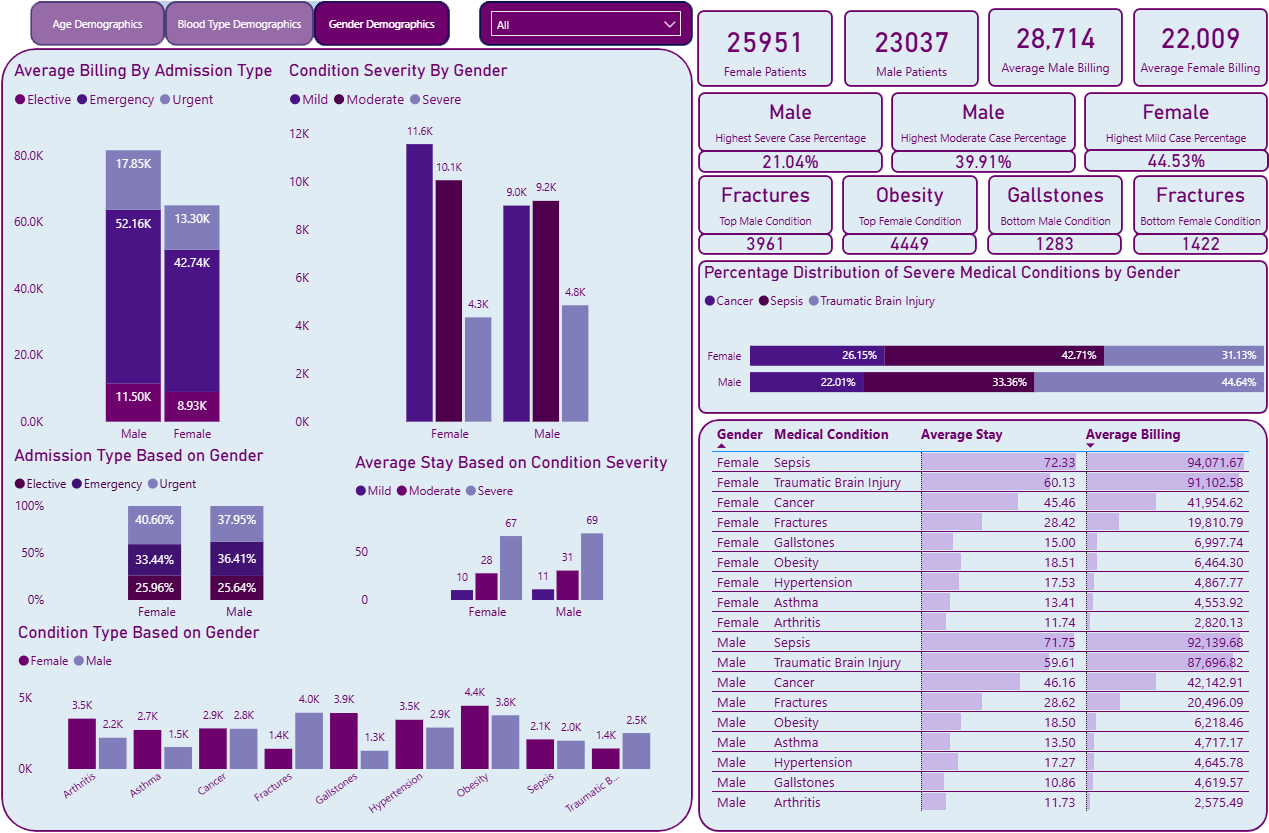 Age Demographics
Blood Type Demographics
Gender Demographics
All
25951
Female Patients
23037
Male Patients
28,714
Average Male Billing
22,009
Average Female Billing
Male
Highest Severe Case Percentage
21.04%
Male
Highest Moderate Case Percentage
39.91%
Female
Highest Mild Case Percentage
44.53%
Fractures
Top Male Condition
3961
Obesity
Top Female Condition
4449
Gallstones
Bottom Male Condition
1283
Fractures
Bottom Female Condition
1422
Average Billing By Admission Type
Elective Emergency Urgent
80.0K
60.0K
40.0K
20.0K
0.0K
17.85K
52.16K
11.50K
13.30K
42.74K
8.93K
Male Female
Condition Severity By Gender
Mild Moderate Severe
12K
10K
8K
6K
4K
2K
0K
11.6K
10.1K
4.3K
9.0K
9.2K
4.8K
Female Male
Admission Type Based on Gender
Elective Emergency Urgent
100%
50%
0%
40.60%
33.44%
25.96%
37.95%
36.41%
25.64%
Female Male
Average Stay Based on Condition Severity
Mild Moderate Severe
50
0
10
28
67
11
31
69
Female Male
Condition Type Based on Gender
Female Male
5K
0K
3.5K
2.2K
2.7K
1.5K
2.9K
2.8K
1.4K
4.0K
3.9K
1.3K
3.5K
2.9K
4.4K
3.8K
2.1K
2.0K
1.4K
2.5K
Arthritis
Asthma
Cancer
Fractures
Gallstones
Hypertension
Obesity
Sepsis
Traumatic B...
Percentage Distribution of Severe Medical Conditions by Gender
Cancer Sepsis Traumatic Brain Injury
Female 26.15% 42.71% 31.13%
Male 22.01% 33.36% 44.64%
Gender Medical Condition Average Stay Average Billing
Female Sepsis 72.33 94,071.67
Female Traumatic Brain Injury 60.13 91,102.58
Female Cancer 45.46 41,954.62
Female Fractures 28.42 19,810.79
Female Gallstones 15.00 6,997.74
Female Obesity 18.51 6,464.30
Female Hypertension 17.53 4,867.77
Female Asthma 13.41 4,553.92
Female Arthritis 11.74 2,820.13
Male Sepsis 71.75 92,139.68
Male Traumatic Brain Injury 59.61 87,696.82
Male Cancer 46.16 42,142.91
Male Fractures 28.62 20,496.09
Male Obesity 18.50 6,218.46
Male Asthma 13.50 4,717.17
Male Hypertension 17.27 4,645.78
Male Gallstones 10.86 4,619.57
Male Arthritis 11.73 2,575.49